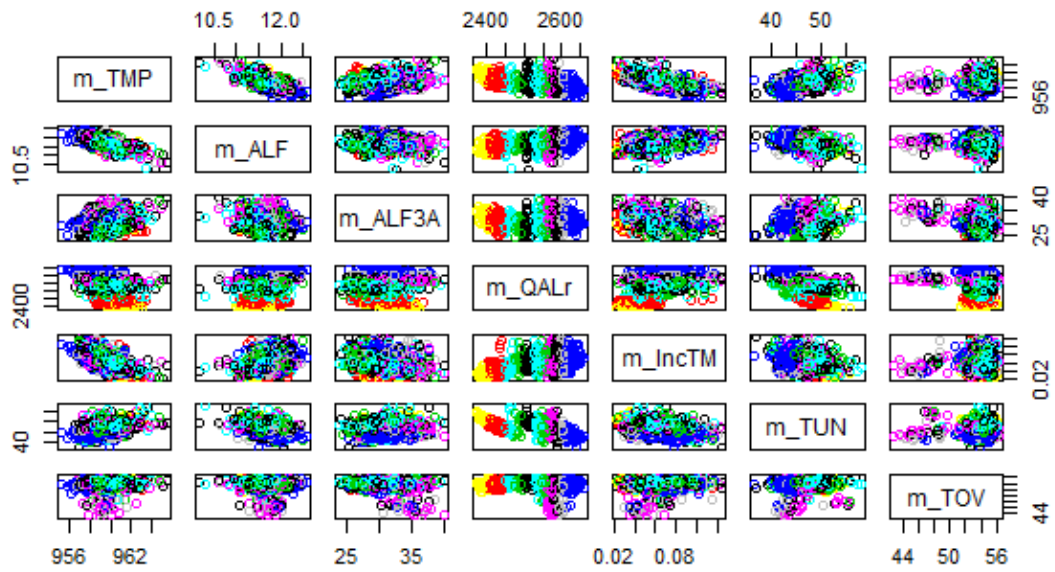 10.5 12.0 2400 2600 40 50
m_TMP 956
10.5 m_ALF
m_ALF3A 25 40
2400 m_QALr
m_IncTM 0.02
40 m_TUN
m_TOV 44
956 962 25 35 0.02 0.08 44 50 56